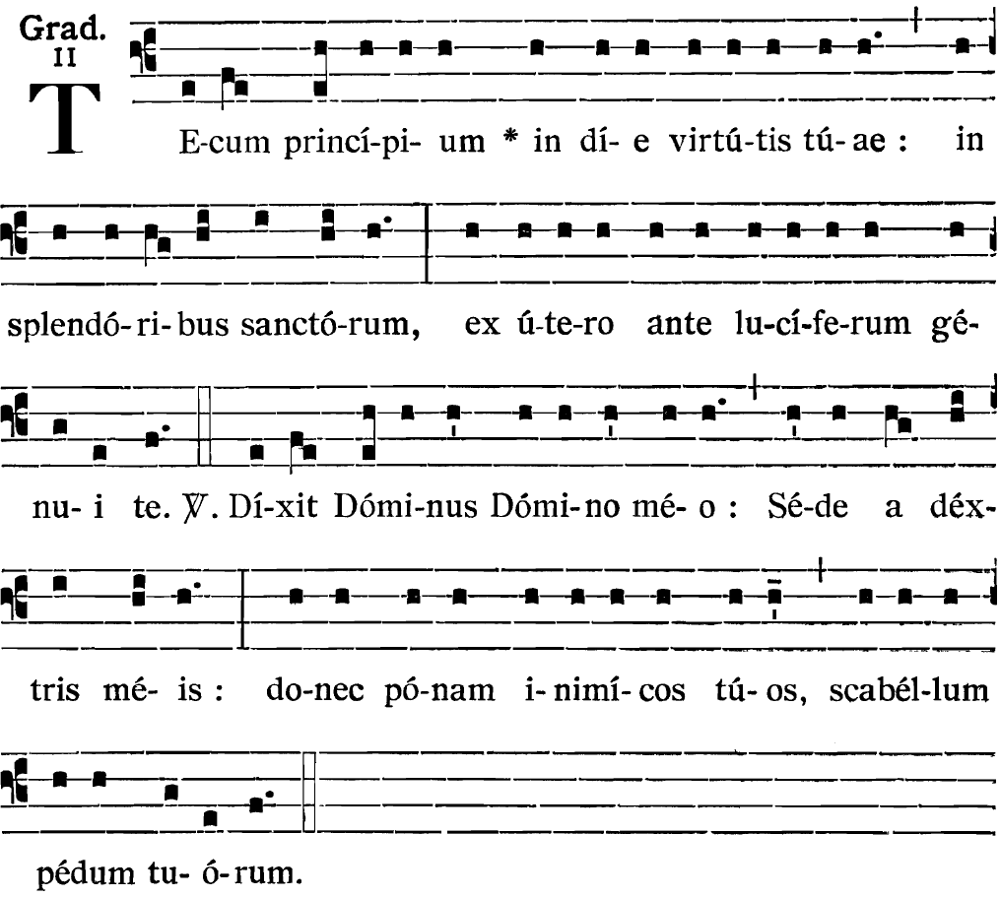 Grad.
II
TE-cum princí-pi- um * in dí- e virtú-tis tú- ae : in
splendó- ri- bus sanctó-rum, ex ú-te-ro ante lu-cí-fe-rum gé-
nu- i te. ℣. Dí-xit Dómi-nus Dómi-no mé- o : Sé-de a déx-
tris mé- is : do-nec pó-nam i- nimí- cos tú- os, scabél-lum
pédum tu- ó- rum.